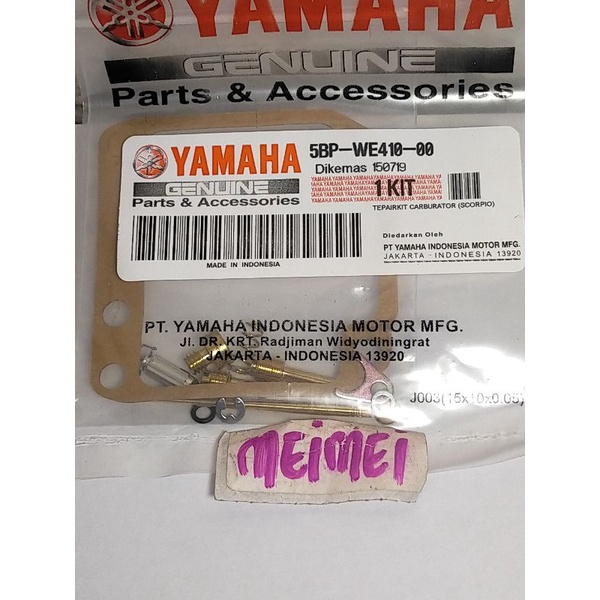 YAMAHA
GENUINE
Parts & Accessories
YAMAHA
GENUINE
Parts & Accessories
MADE IN INDONESIA
5BP-WE410-00
Dikemas 150719
1 KIT
TEPAIRKIT CARBURATOR (SCORPIO)
Diedarkan Oleh
PT YAMAHA INDONESIA MOTOR MFG.
JAKARTA - INDONESIA 13920
PT. YAMAHA INDONESIA MOTOR MFG.
Jl. DR. KRT. Radjiman Widyodiningrat
JAKARTA - INDONESIA 13920
J003(15x10x0.05)
MEiMEi